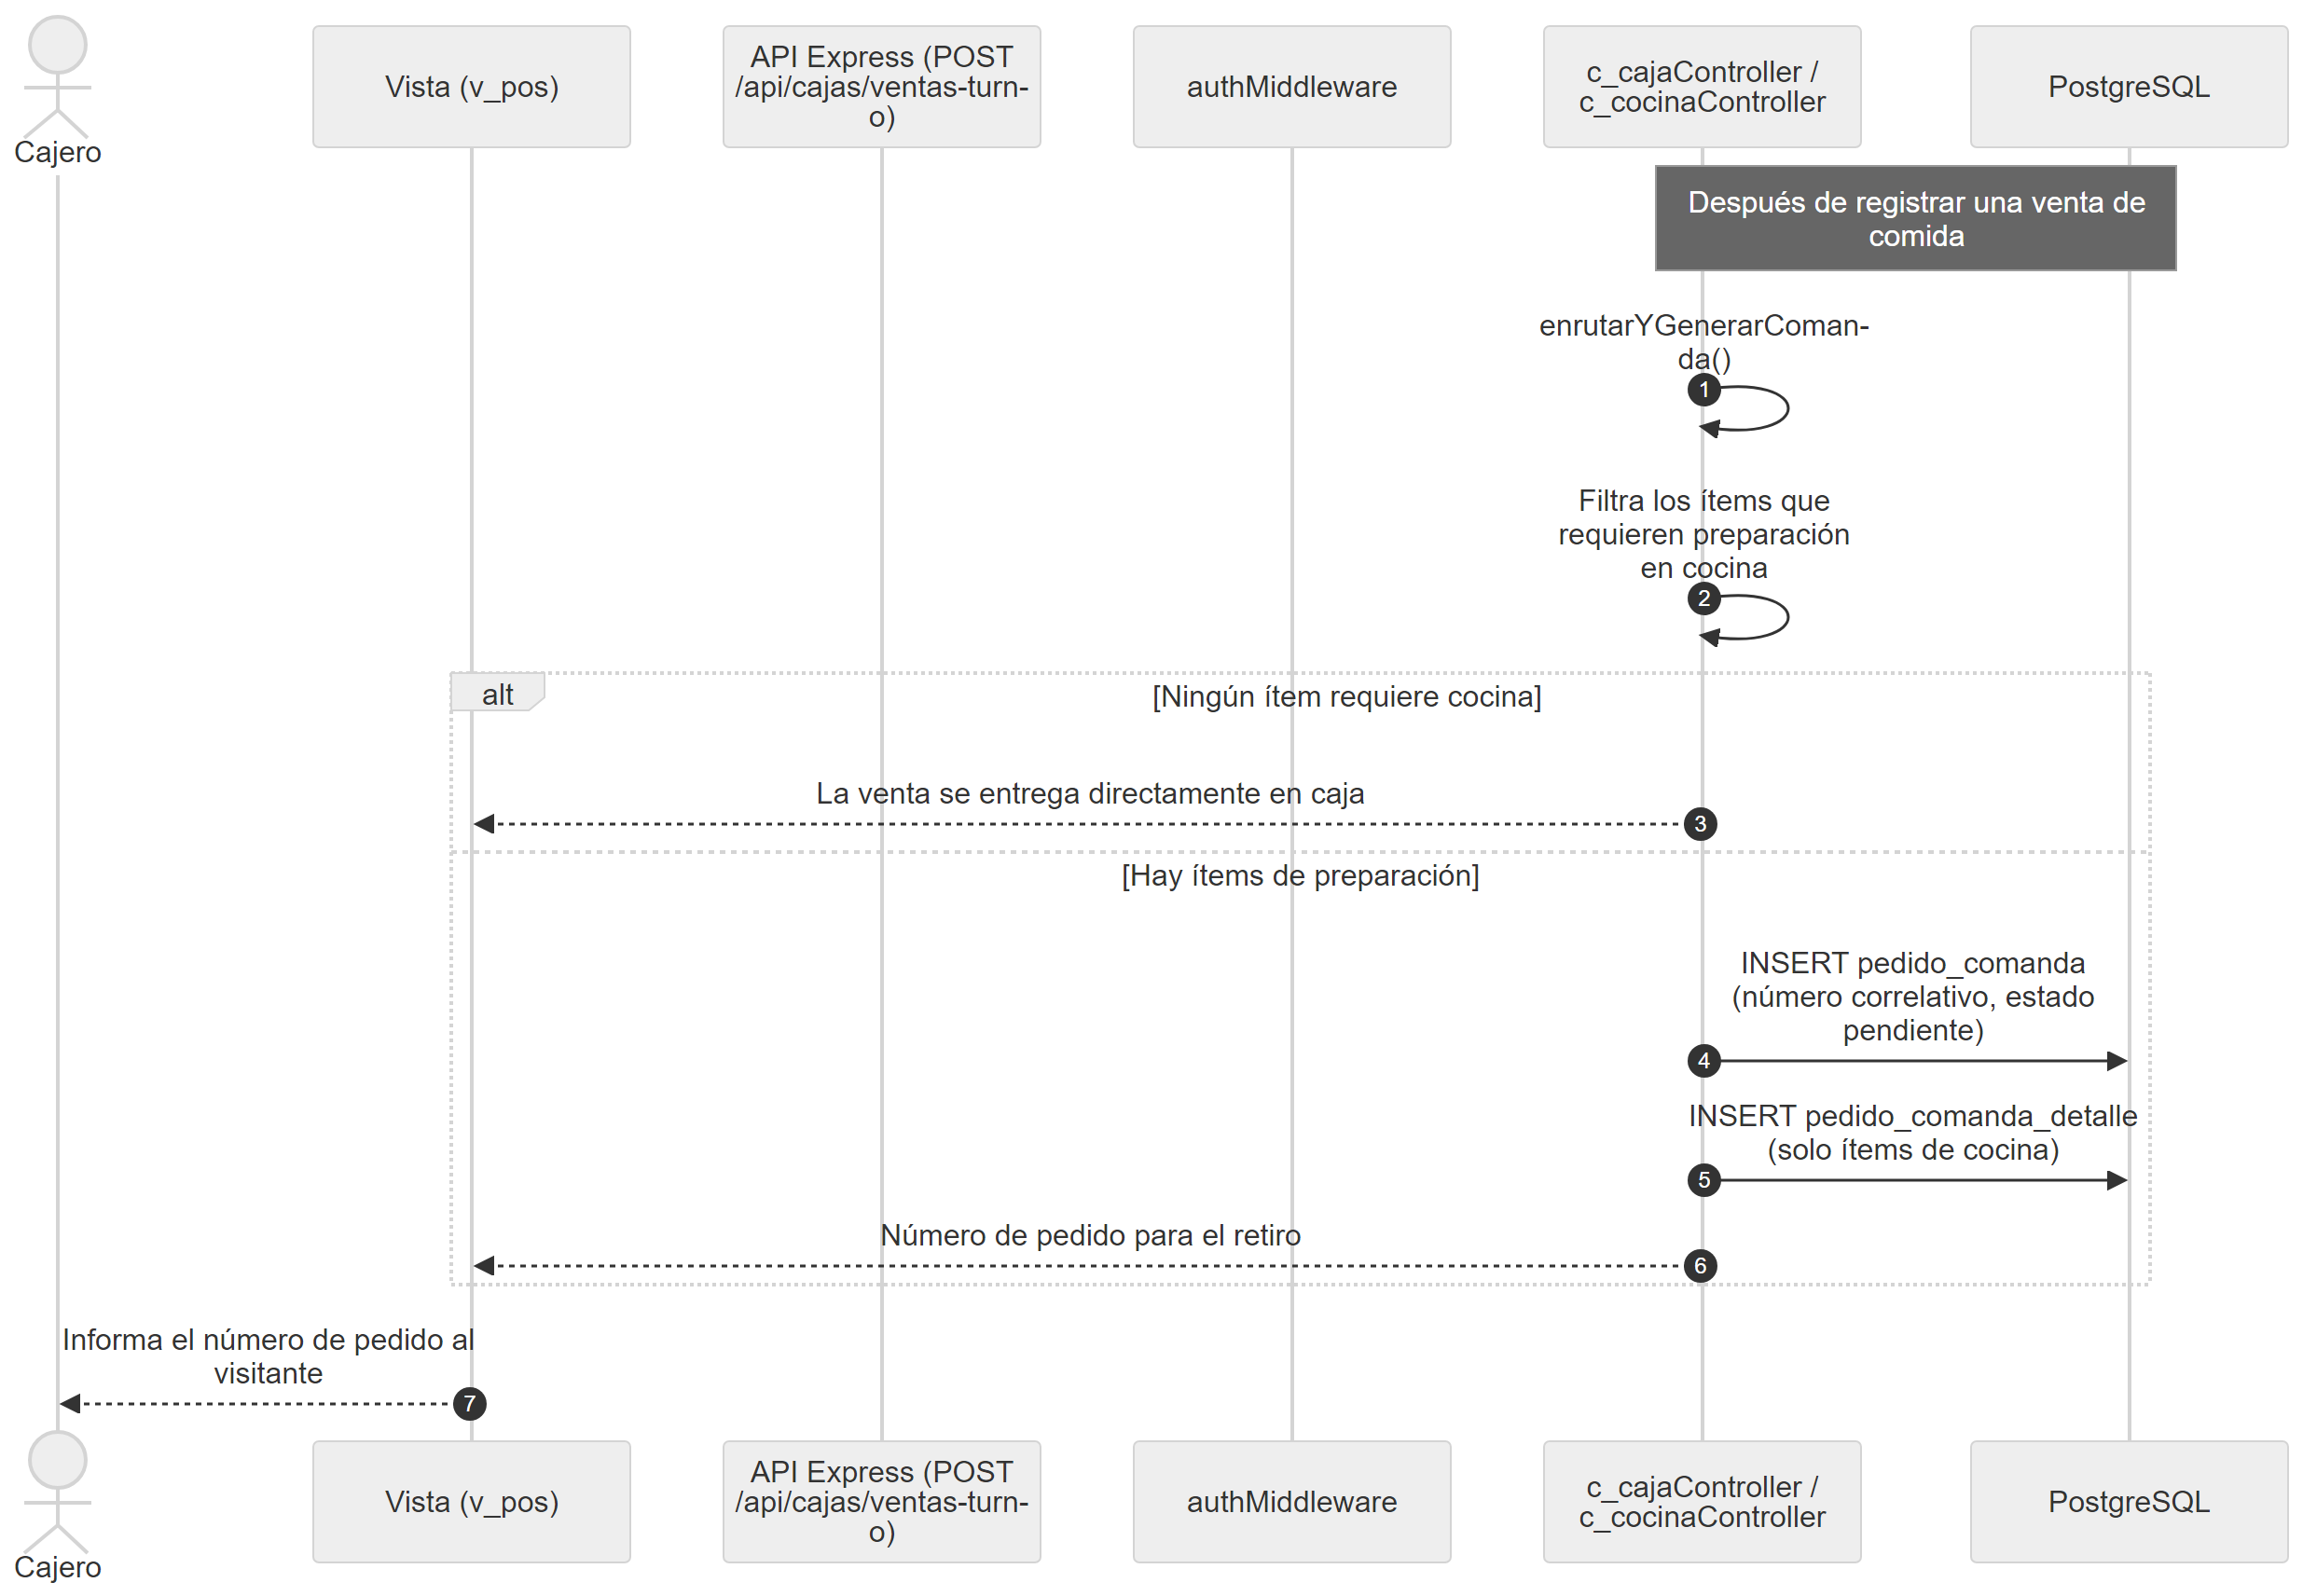 Cajero
Vista (v_pos)
API Express (POST
/api/cajas/ventas-turn-
o)
authMiddleware
c_cajaController /
c_cocinaController
PostgreSQL
Después de registrar una venta de
comida
enrutarYGenerarComan-
da()
1
Filtra los ítems que
requieren preparación
en cocina
2
alt
[Ningún ítem requiere cocina]
La venta se entrega directamente en caja
3
[Hay ítems de preparación]
INSERT pedido_comanda
(número correlativo, estado
pendiente)
4
INSERT pedido_comanda_detalle
(solo ítems de cocina)
5
Número de pedido para el retiro
6
Informa el número de pedido al
visitante
7
Cajero
Vista (v_pos)
API Express (POST
/api/cajas/ventas-turn-
o)
authMiddleware
c_cajaController /
c_cocinaController
PostgreSQL